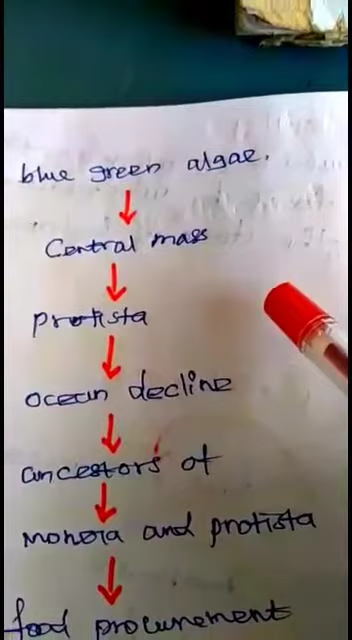 blue green algae.
Central mass
protista
ocean decline
ancestors of
monera and protista
food procurement